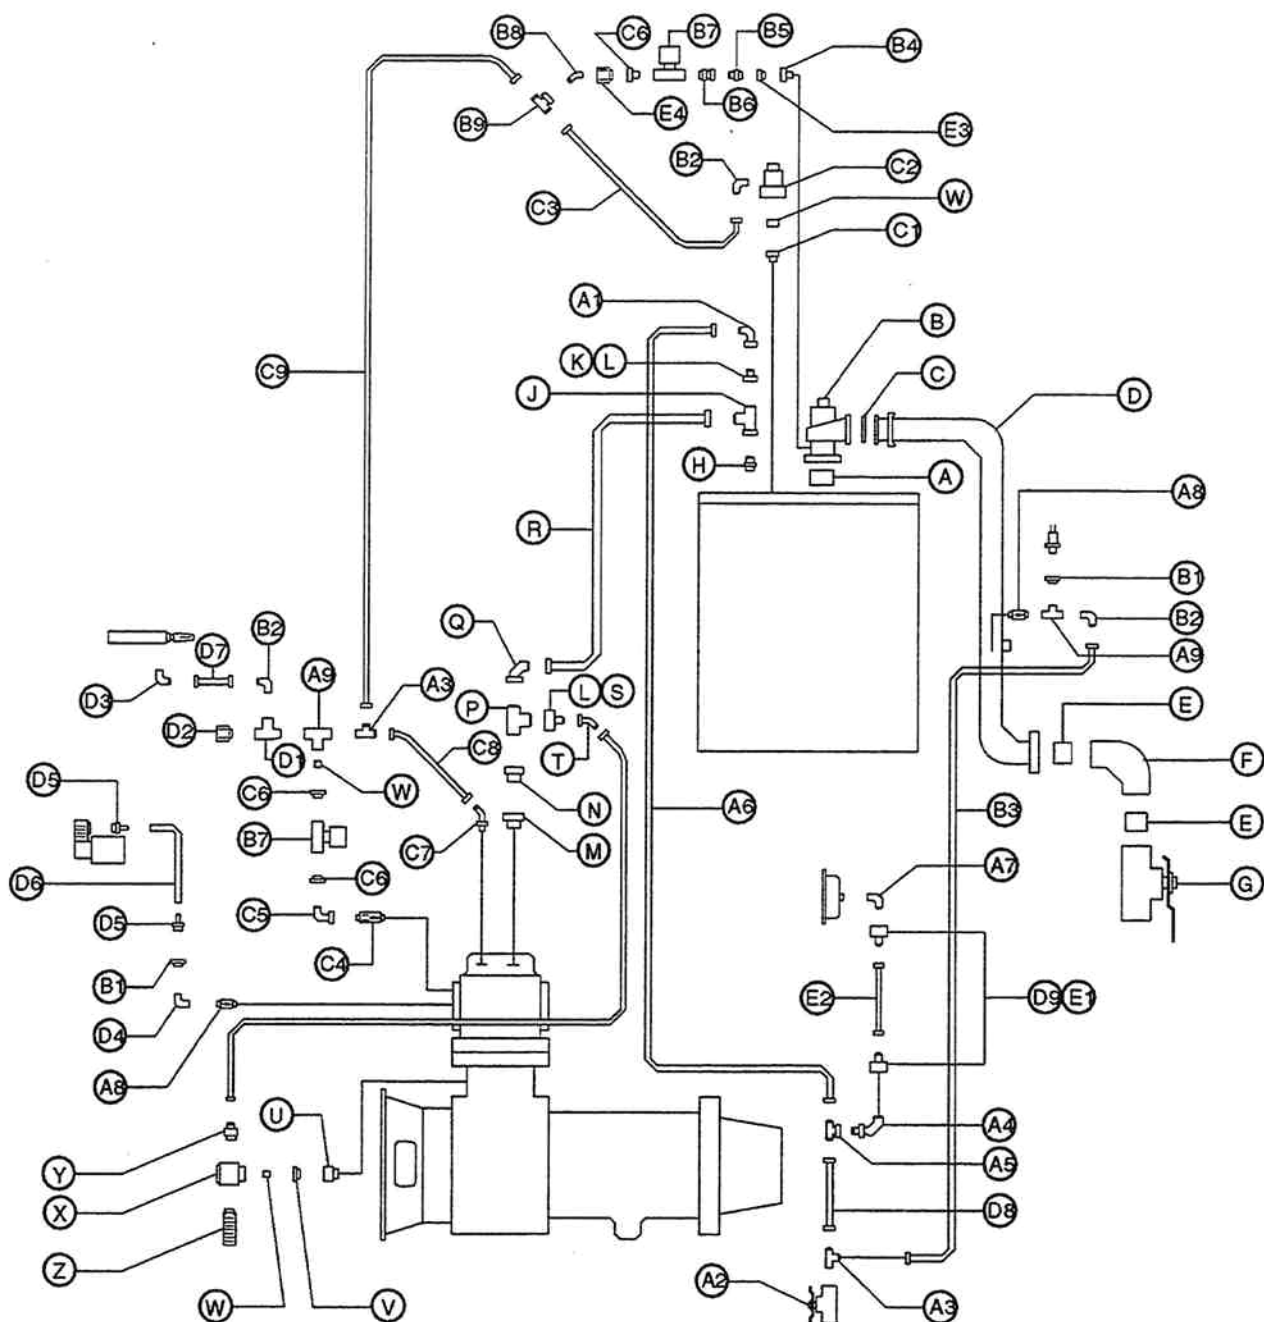 B8 C6 B7 B5 B4
B9 E4 B6 E3
B2 C2
C3 W
C1
A1
B
C9 K L C
J D
H A
A8
R
B1
Q B2
B2
D7 A9 A3 L S A9
D3 P E
D2 C8 F
D1 T
D5 W N A6 B3 E
C6
B7 C7 M
D6 C6 A7 G
D5 C5
C4
B1 E2 D9 E1
D4
A8
U
Y A4
A5
X
D8
Z
A2
W V A3